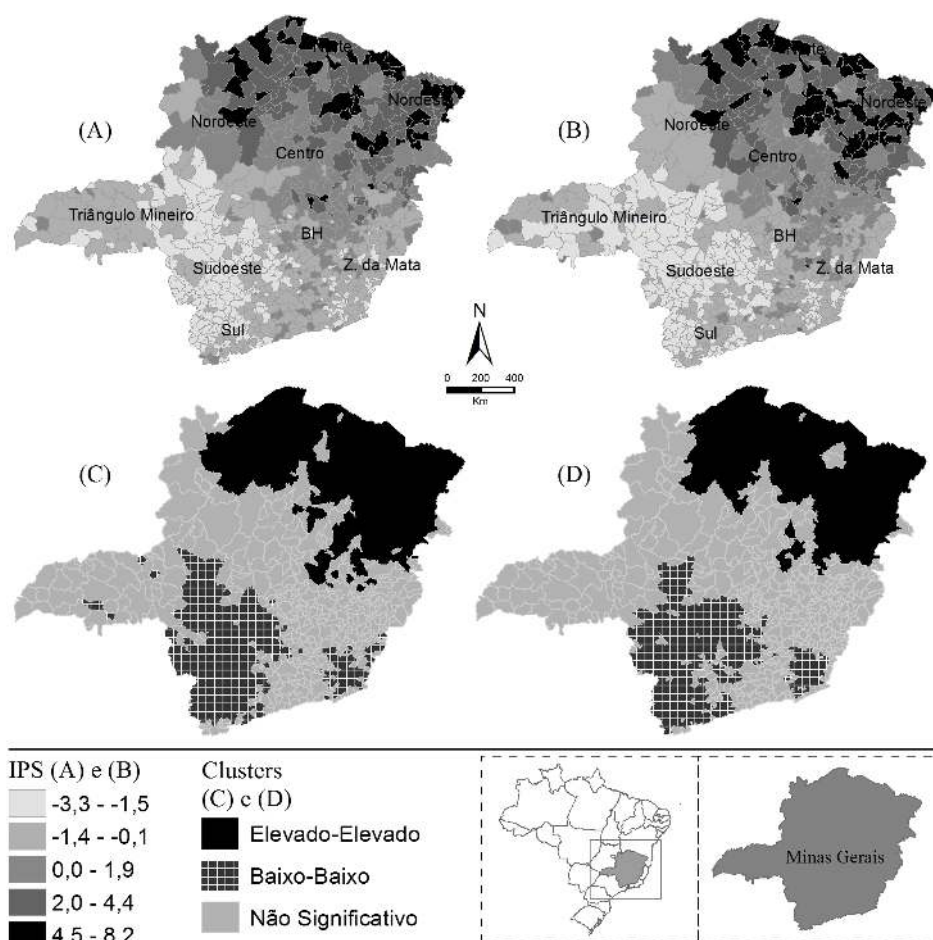 Norte
Nordeste
(A)
Noroeste
Centro
Triângulo Mineiro
BH
Sudoeste
Z. da Mata
Sul
Norte
Nordeste
(B)
Noroeste
Centro
Triângulo Mineiro
BH
Sudoeste
Z. da Mata
Sul
N
0 200 400
Km
(C)
(D)
IPS (A) e (B)
-3,3 - -1,5
-1,4 - -0,1
0,0 - 1,9
2,0 - 4,4
4,5 - 8,2
Clusters
(C) e (D)
Elevado-Elevado
Baixo-Baixo
Não Significativo
Minas Gerais